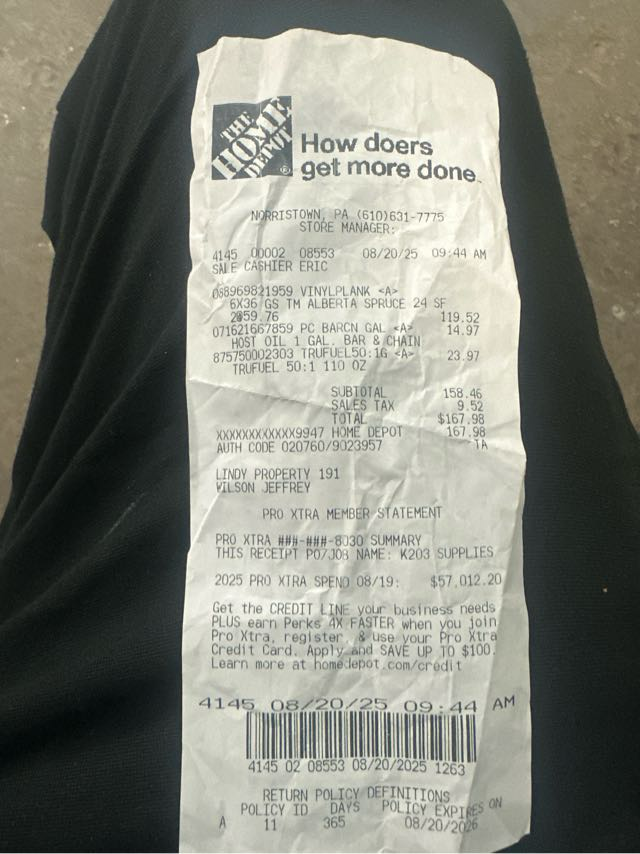 THE
HOME
DEPOT
How doers
get more done.
NORRISTOWN, PA (610)631-7775
STORE MANAGER:
4145 00002 08553 08/20/25 09:44 AM
SALE CASHIER ERIC
088969821959 VINYLPLANK <A>
6X36 GS TM ALBERTA SPRUCE 24 SF
2@59.76 119.52
071621667859 PC BARCN GAL <A> 14.97
HOST OIL 1 GAL. BAR & CHAIN
875750002303 TRUFUEL50:1G <A> 23.97
TRUFUEL 50:1 110 OZ
SUBTOTAL 158.46
SALES TAX 9.52
TOTAL $167.98
XXXXXXXXXXXX9947 HOME DEPOT 167.98
AUTH CODE 020760/9023957 TA
LINDY PROPERTY 191
WILSON JEFFREY
PRO XTRA MEMBER STATEMENT
PRO XTRA ###-###-8030 SUMMARY
THIS RECEIPT PO/JOB NAME: K203 SUPPLIES
2025 PRO XTRA SPEND 08/19: $57,012.20
Get the CREDIT LINE your business needs
PLUS earn Perks 4X FASTER when you join
Pro Xtra, register, & use your Pro Xtra
Credit Card. Apply and SAVE UP TO $100.
Learn more at homedepot.com/credit
4145 08/20/25 09:44 AM
4145 02 08553 08/20/2025 1263
RETURN POLICY DEFINITIONS
POLICY ID DAYS POLICY EXPIRES ON
A 11 365 08/20/2026